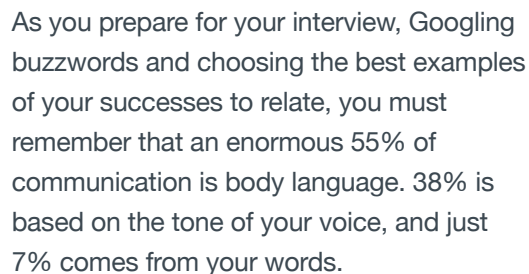 As you prepare for your interview, Googling
buzzwords and choosing the best examples
of your successes to relate, you must
remember that an enormous 55% of
communication is body language. 38% is
based on the tone of your voice, and just
7% comes from your words.